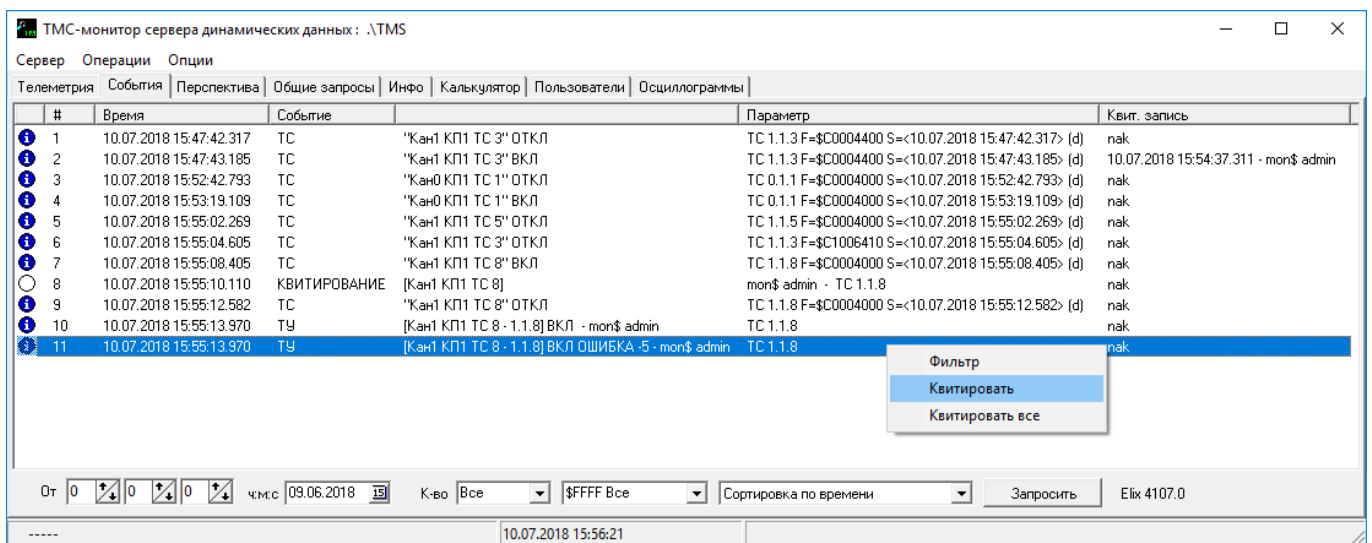 ТМС-монитор сервера динамических данных : .\TMS
Сервер Операции Опции
Телеметрия События Перспектива Общие запросы Инфо Калькулятор Пользователи Осциллограммы
# Время Событие Параметр Квит. запись
1 10.07.2018 15:47:42.317 ТС "Кан1 КП1 ТС 3" ОТКЛ ТС 1.1.3 F=$C0004400 S=<10.07.2018 15:47:42.317> (d) nak
2 10.07.2018 15:47:43.185 ТС "Кан1 КП1 ТС 3" ВКЛ ТС 1.1.3 F=$C0004400 S=<10.07.2018 15:47:43.185> (d) 10.07.2018 15:54:37.311 - mon$ admin
3 10.07.2018 15:52:42.793 ТС "Кан0 КП1 ТС 1" ОТКЛ ТС 0.1.1 F=$C0004000 S=<10.07.2018 15:52:42.793> (d) nak
4 10.07.2018 15:53:19.109 ТС "Кан0 КП1 ТС 1" ВКЛ ТС 0.1.1 F=$C0004000 S=<10.07.2018 15:53:19.109> (d) nak
5 10.07.2018 15:55:02.269 ТС "Кан1 КП1 ТС 5" ОТКЛ ТС 1.1.5 F=$C0004000 S=<10.07.2018 15:55:02.269> (d) nak
6 10.07.2018 15:55:04.605 ТС "Кан1 КП1 ТС 3" ОТКЛ ТС 1.1.3 F=$C1006410 S=<10.07.2018 15:55:04.605> (d) nak
7 10.07.2018 15:55:08.405 ТС "Кан1 КП1 ТС 8" ВКЛ ТС 1.1.8 F=$C0004000 S=<10.07.2018 15:55:08.405> (d) nak
8 10.07.2018 15:55:10.110 КВИТИРОВАНИЕ [Кан1 КП1 ТС 8] mon$ admin - ТС 1.1.8 nak
9 10.07.2018 15:55:12.582 ТС "Кан1 КП1 ТС 8" ОТКЛ ТС 1.1.8 F=$C0004000 S=<10.07.2018 15:55:12.582> (d) nak
10 10.07.2018 15:55:13.970 ТУ [Кан1 КП1 ТС 8 - 1.1.8] ВКЛ - mon$ admin ТС 1.1.8 nak
11 10.07.2018 15:55:13.970 ТУ [Кан1 КП1 ТС 8 - 1.1.8] ВКЛ ОШИБКА -5 - mon$ admin ТС 1.1.8 nak
Фильтр
Квитировать
Квитировать все
От 0 0 0 ч:м:с 09.06.2018 15 К-во Все $FFFF Все Сортировка по времени Запросить Elix 4107.0
----- 10.07.2018 15:56:21